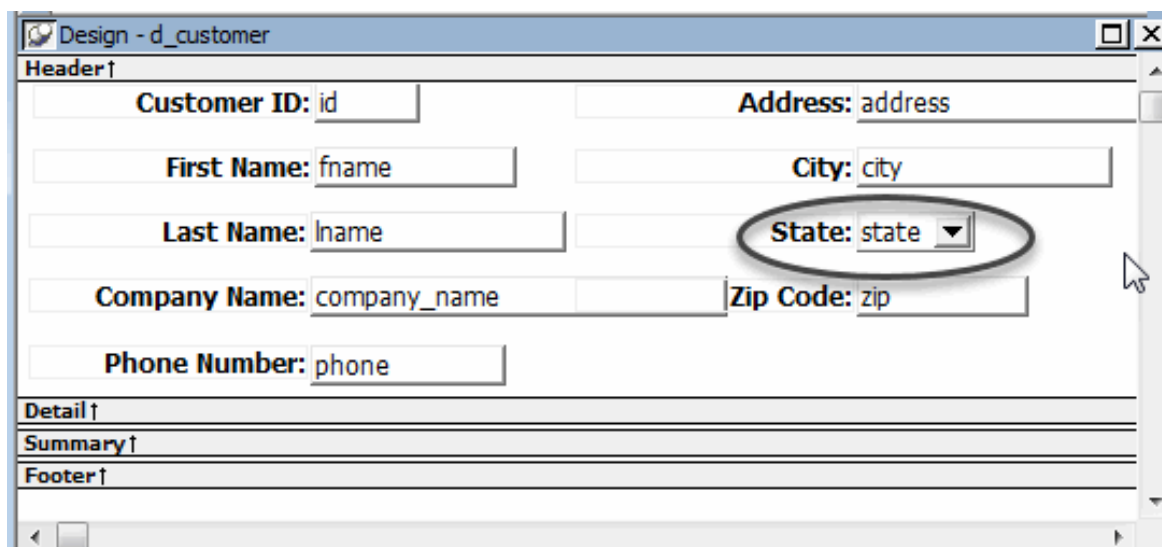 Design - d_customer
Header↑
Customer ID: id Address: address
First Name: fname City: city
Last Name: lname State: state
Company Name: company_name Zip Code: zip
Phone Number: phone
Detail↑
Summary↑
Footer↑